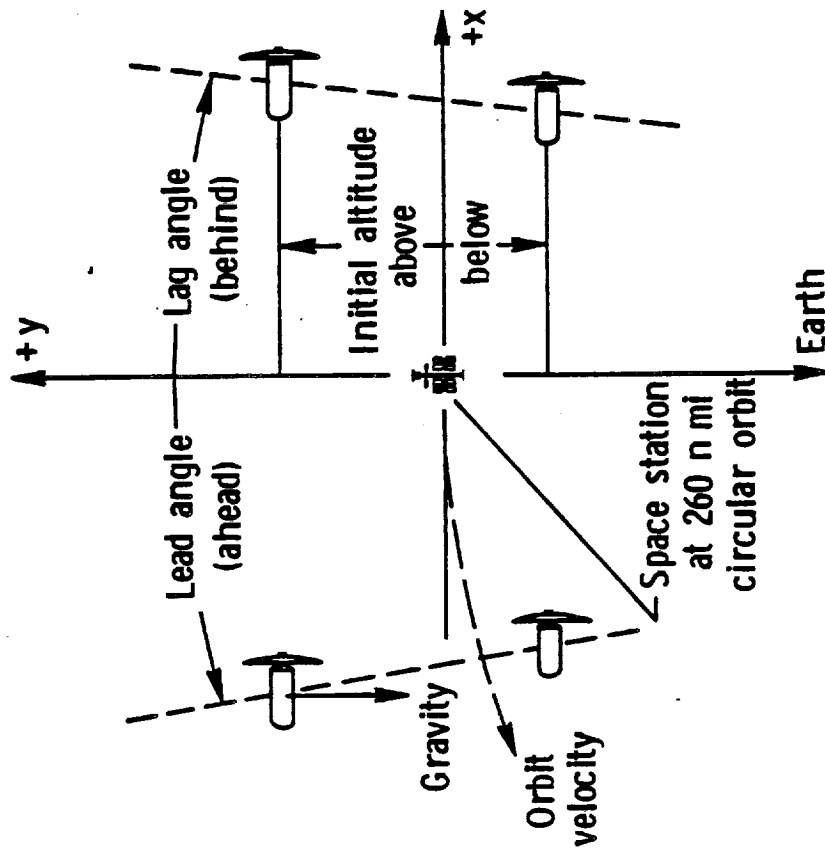 +y
Lead angle
(ahead)
Lag angle
(behind)
Initial altitude
above
below
+x
Gravity
Orbit
velocity
Space station
at 260 n mi
circular orbit
Earth